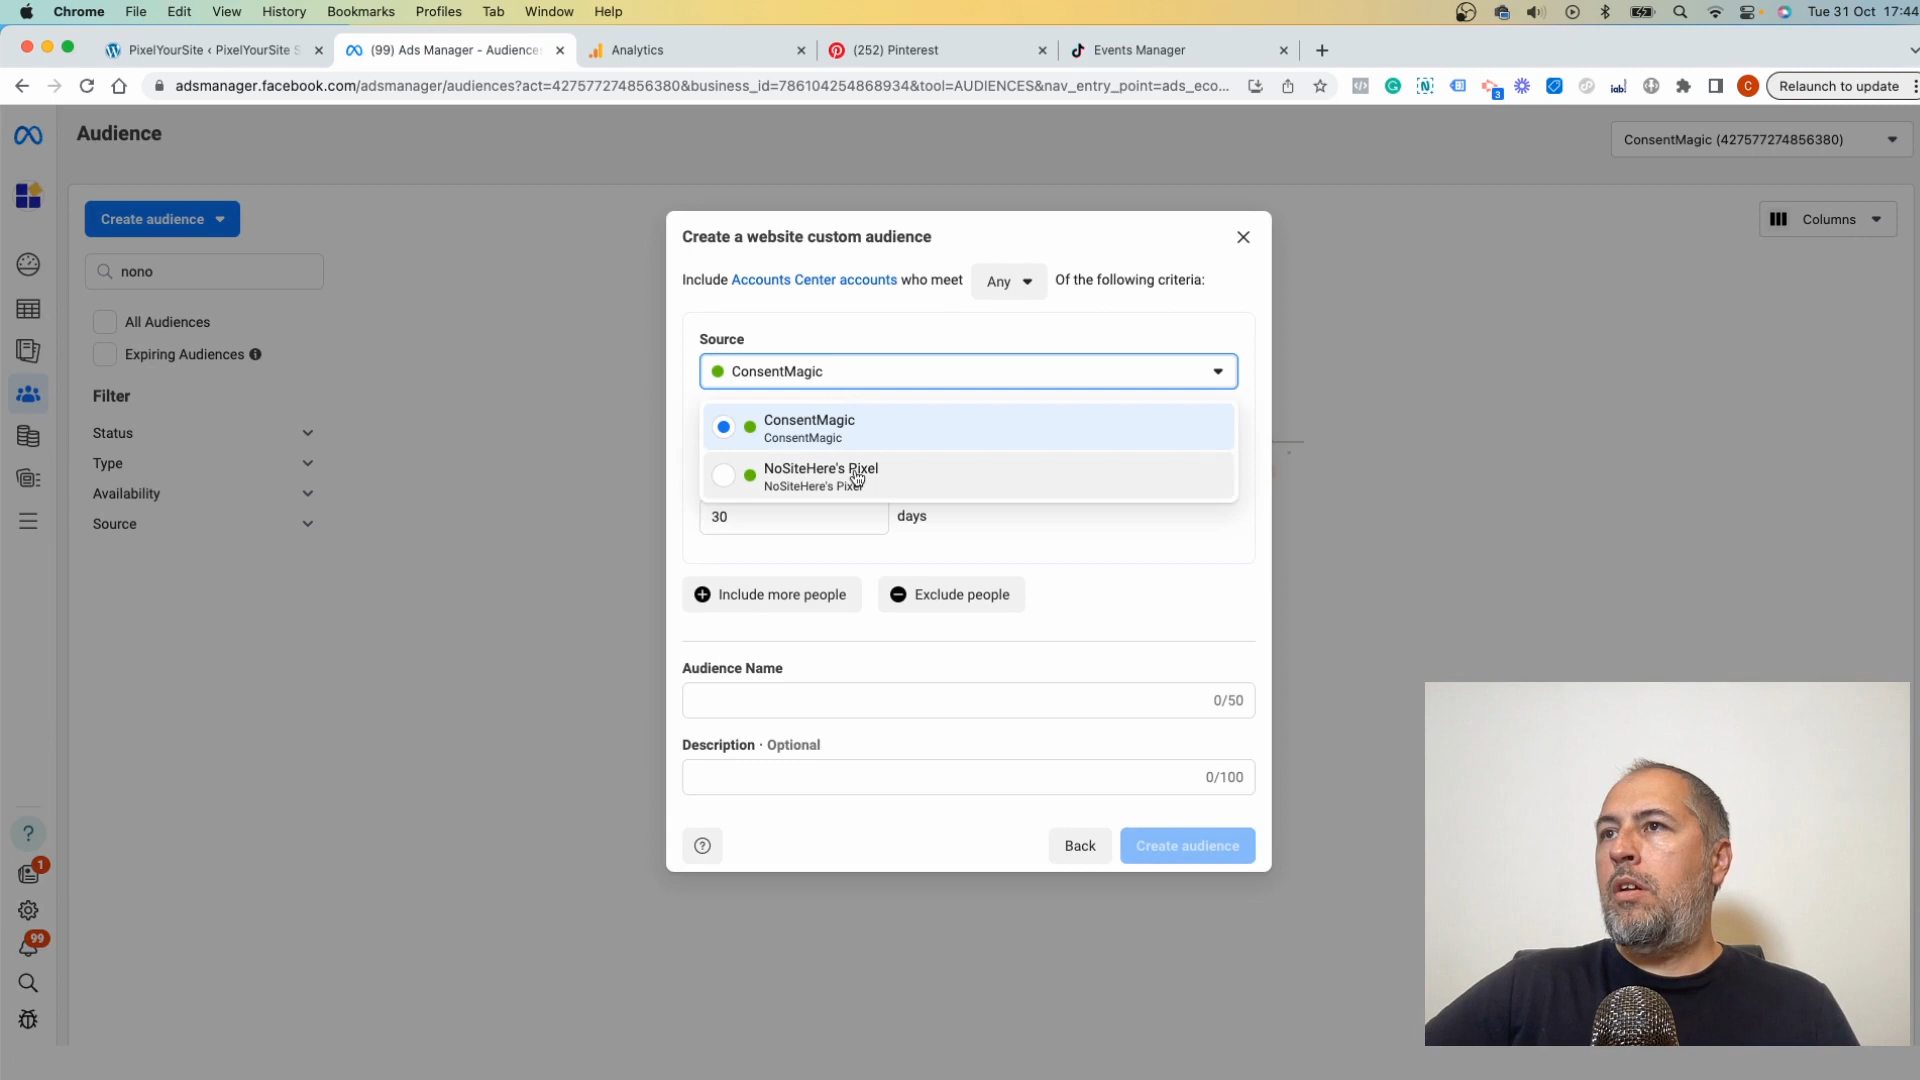 Chrome File Edit View History Bookmarks Profiles Tab Window Help Tue 31 Oct 17:44
PixelYourSite ‹ PixelYourSite S
(99) Ads Manager - Audience
Analytics
(252) Pinterest
Events Manager
adsmanager.facebook.com/adsmanager/audiences?act=427577274856380&business_id=786104254868934&tool=AUDIENCES&nav_entry_point=ads_eco...
3
iab!
C
Relaunch to update
Audience
ConsentMagic (427577274856380)
Create audience
Columns
nono
All Audiences
Expiring Audiences
Filter
Status
Type
Availability
Source
1
99
Create a website custom audience
Include Accounts Center accounts who meet Any Of the following criteria:
Source
ConsentMagic
ConsentMagic
ConsentMagic
NoSiteHere's Pixel
NoSiteHere's Pixel
30 days
Include more people
Exclude people
Audience Name
0/50
Description · Optional
0/100
Back
Create audience